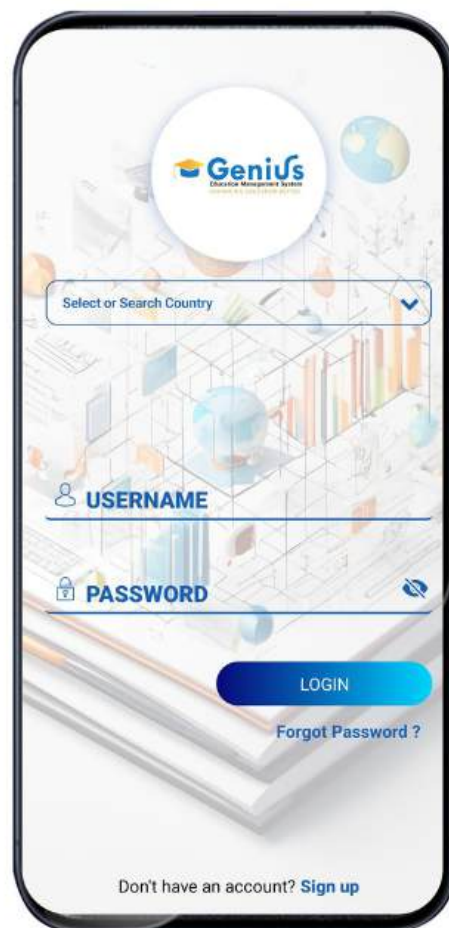 Genius
Education Management System
Select or Search Country
USERNAME
PASSWORD
LOGIN
Forgot Password ?
Don't have an account? Sign up